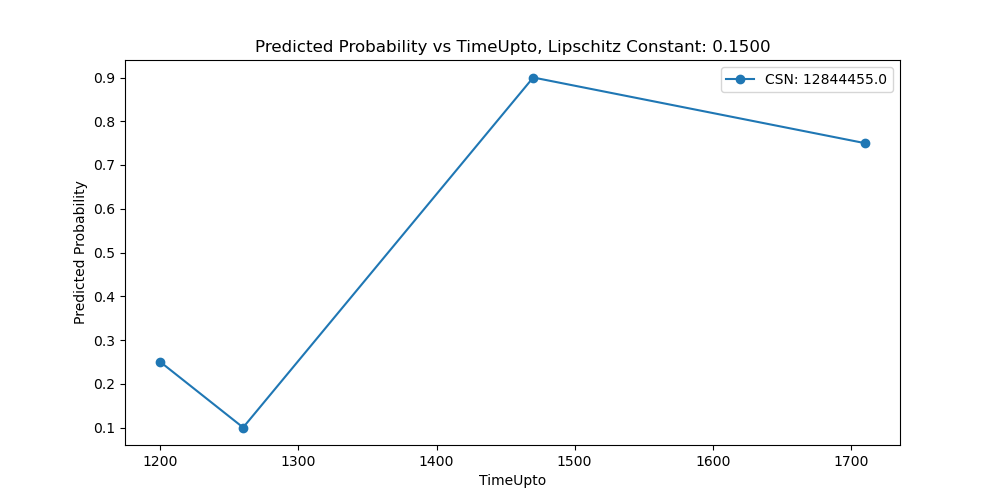 Predicted Probability vs TimeUpto, Lipschitz Constant: 0.1500
CSN: 12844455.0
0.9
0.8
0.7
0.6
0.5
0.4
0.3
0.2
0.1
Predicted Probability
1200 1300 1400 1500 1600 1700
TimeUpto